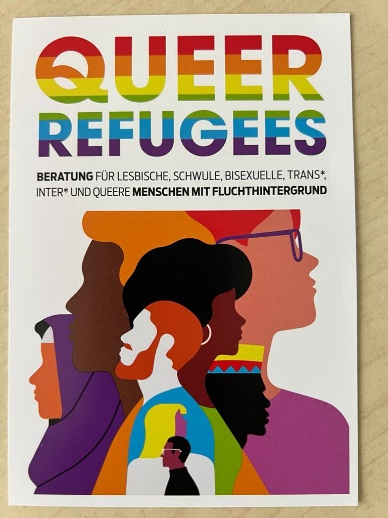 QUEER
REFUGEES
BERATUNG FÜR LESBISCHE, SCHWULE, BISEXUELLE, TRANS*,
INTER* UND QUEERE MENSCHEN MIT FLUCHTHINTERGRUND